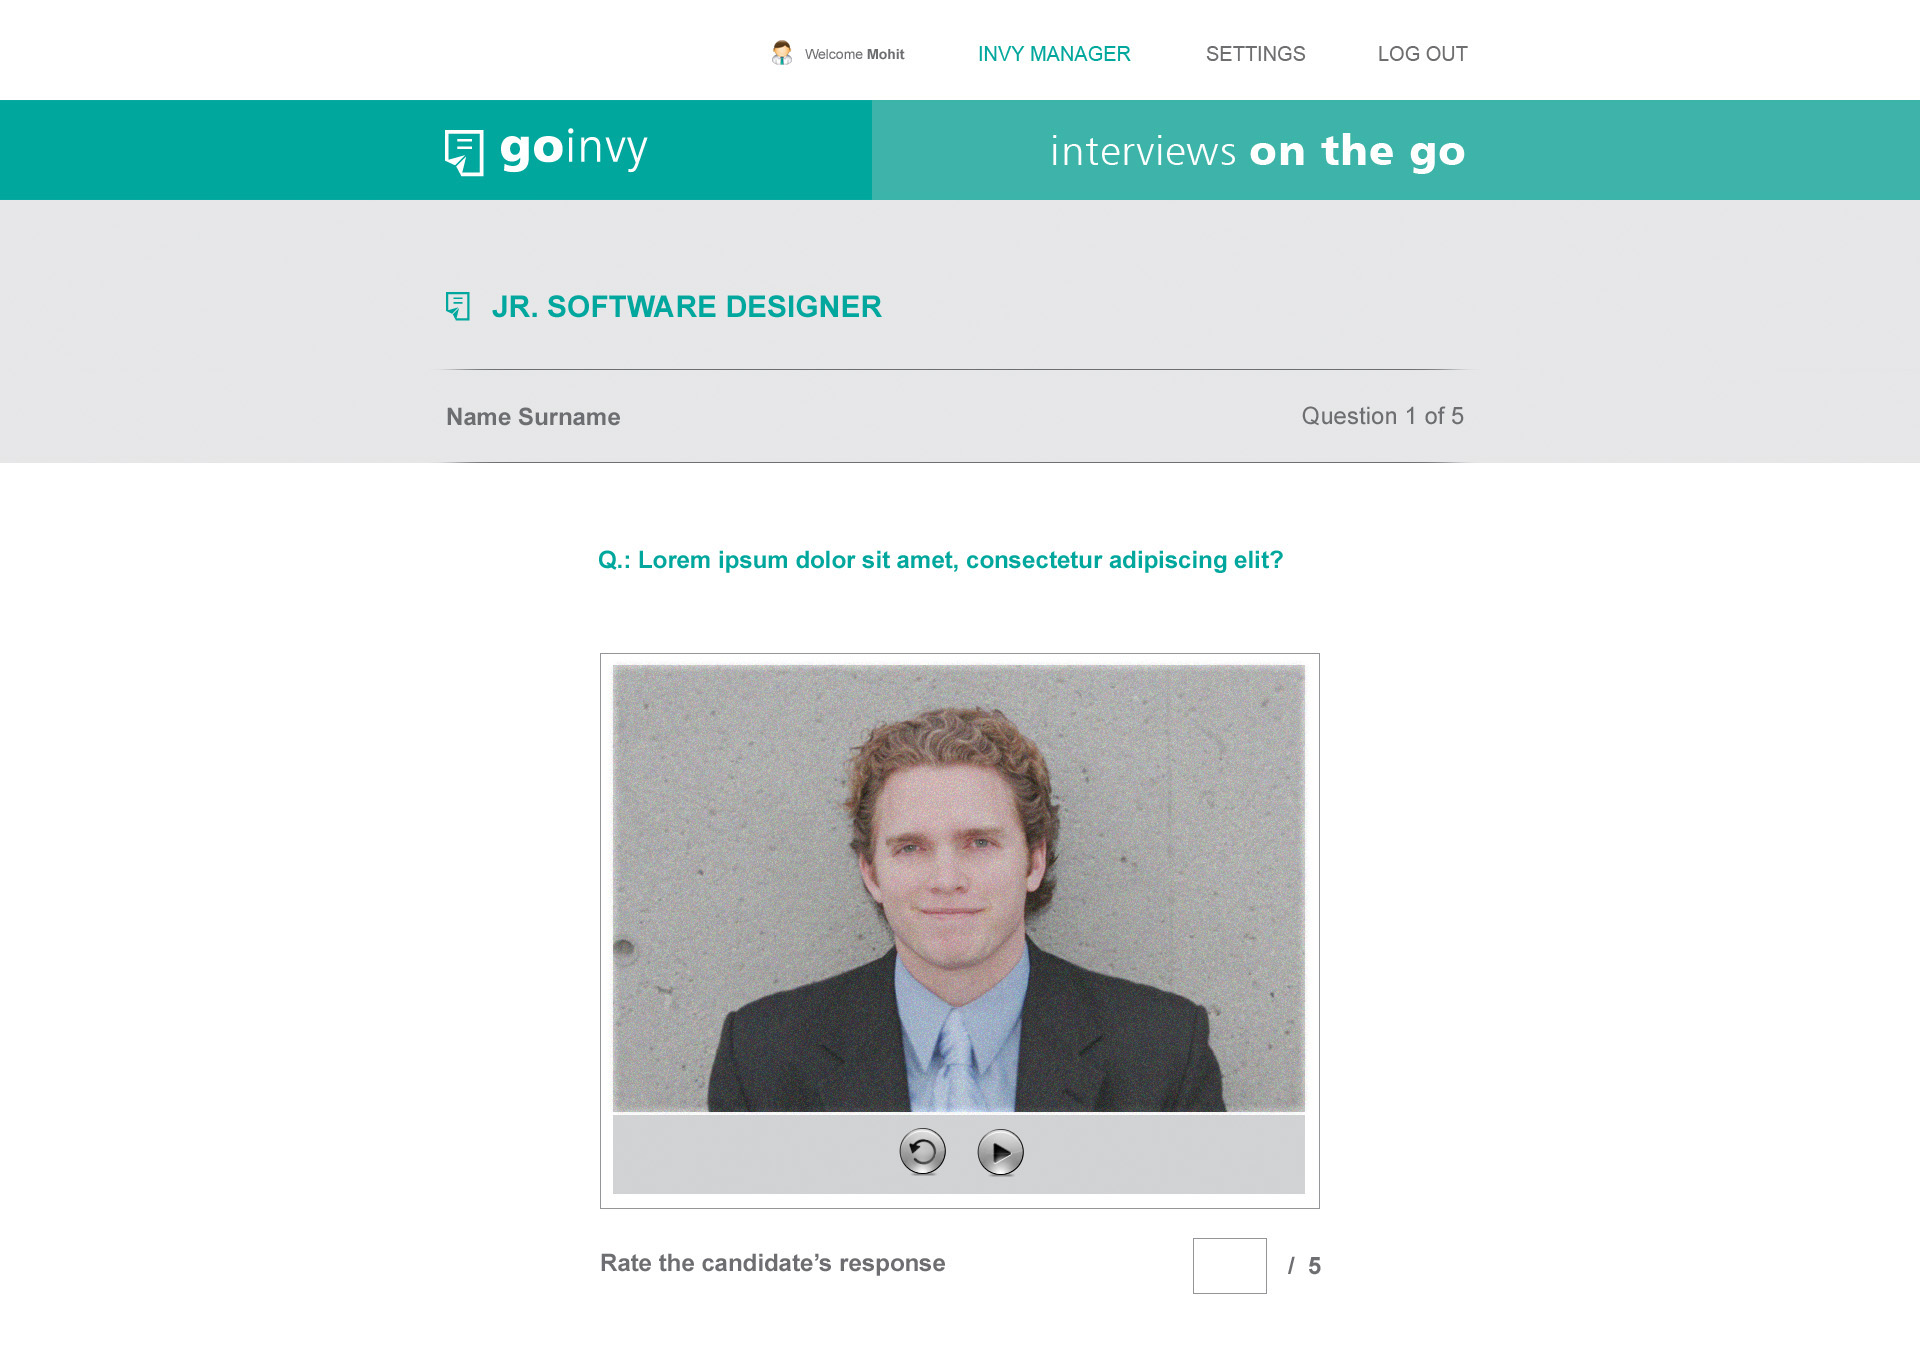 Welcome Mohit
INVY MANAGER
SETTINGS
LOG OUT
goinvy
interviews on the go
JR. SOFTWARE DESIGNER
Name Surname
Question 1 of 5
Q.: Lorem ipsum dolor sit amet, consectetur adipiscing elit?
Rate the candidate’s response
/ 5